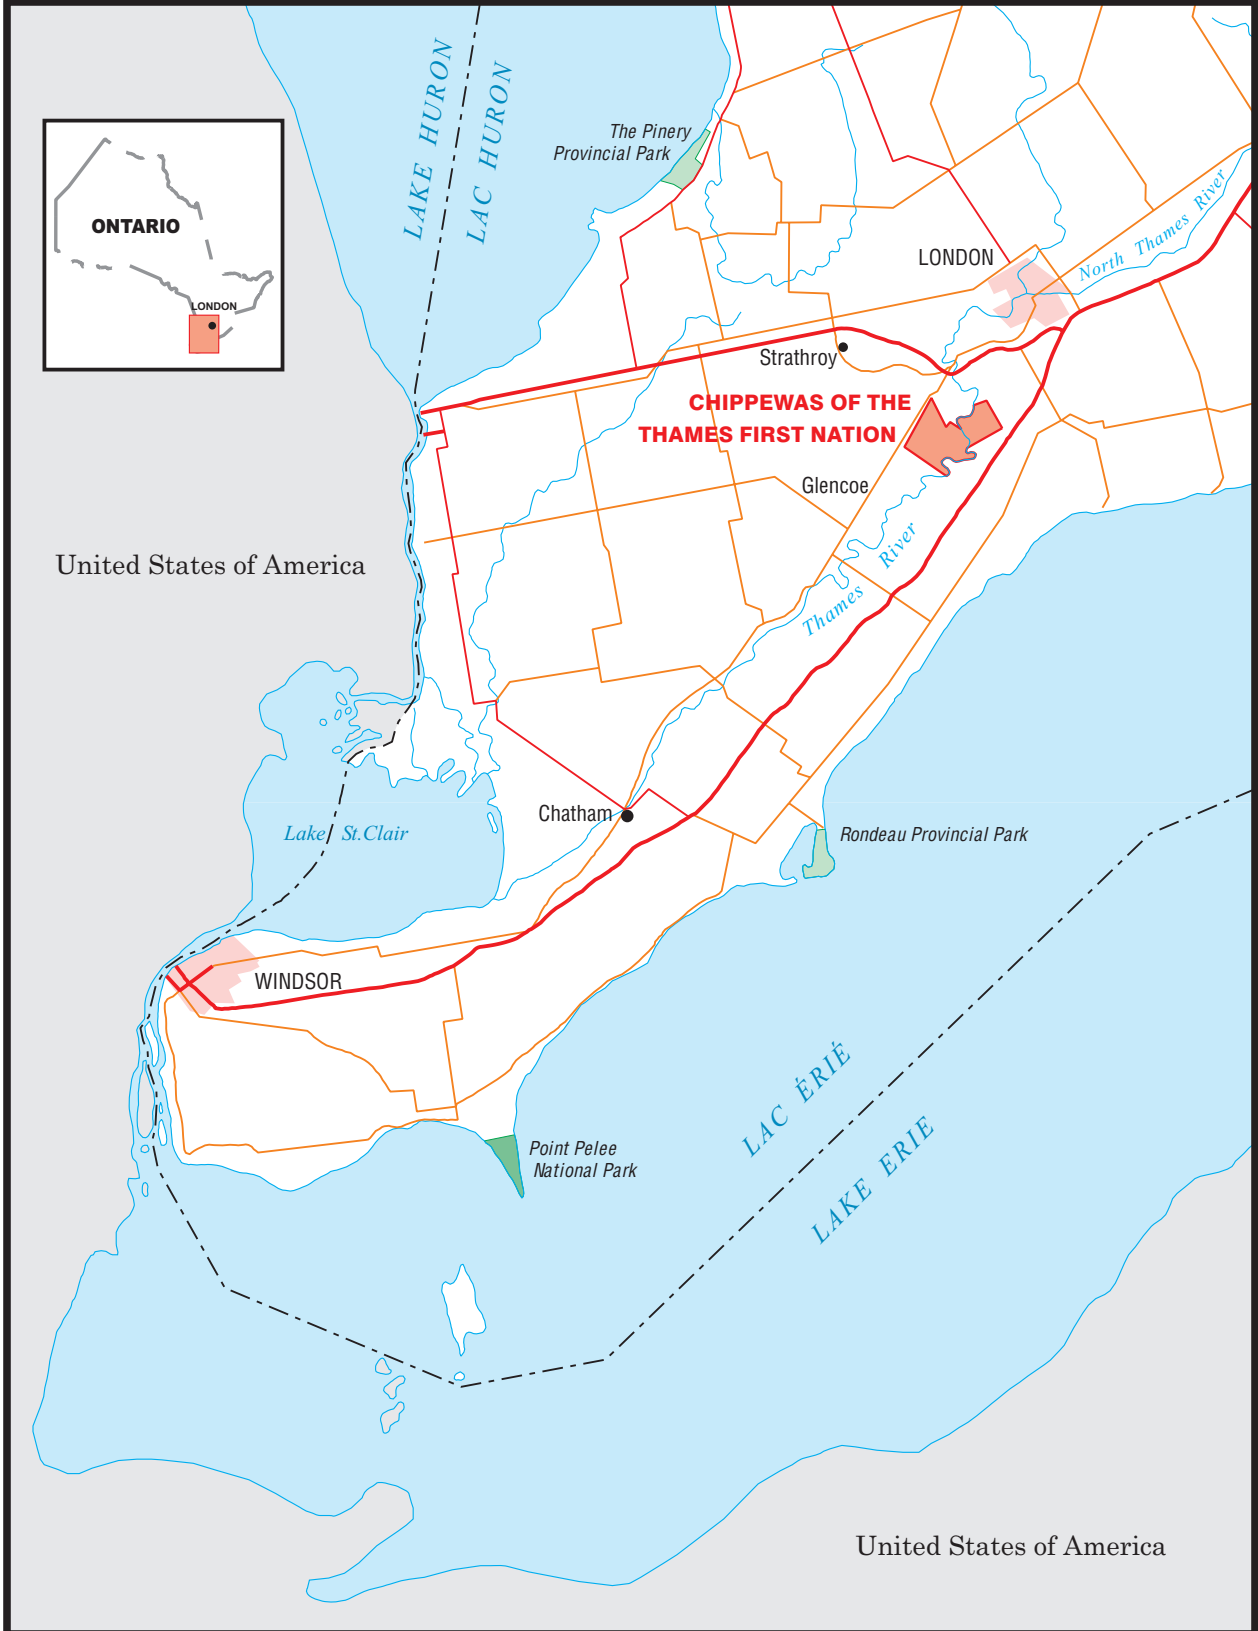 LAKE HURON
LAC HURON
The Pinery
Provincial Park
ONTARIO
LONDON
LONDON
North Thames River
Strathroy
CHIPPEWAS OF THE
THAMES FIRST NATION
Glencoe
United States of America
Thames River
Chatham
Lake St.Clair
Rondeau Provincial Park
WINDSOR
LAC ÉRIÉ
LAKE ERIE
Point Pelee
National Park
United States of America